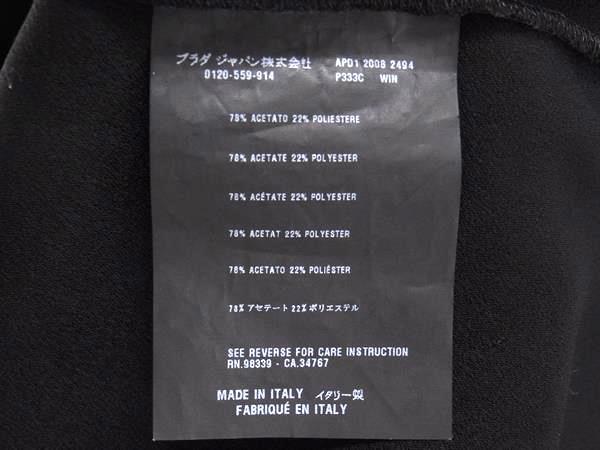 プラダ ジャパン株式会社 APD1 2008 2494
0120-559-914 P333C WIN
78% ACETATO 22% POLIESTERE
78% ACETATE 22% POLYESTER
78% ACÉTATE 22% POLYESTER
78% ACETAT 22% POLYESTER
78% ACETATO 22% POLIÉSTER
78% アセテート 22% ポリエステル
SEE REVERSE FOR CARE INSTRUCTION
RN.98339 - CA.34767
MADE IN ITALY イタリー製
FABRIQUÉ EN ITALY